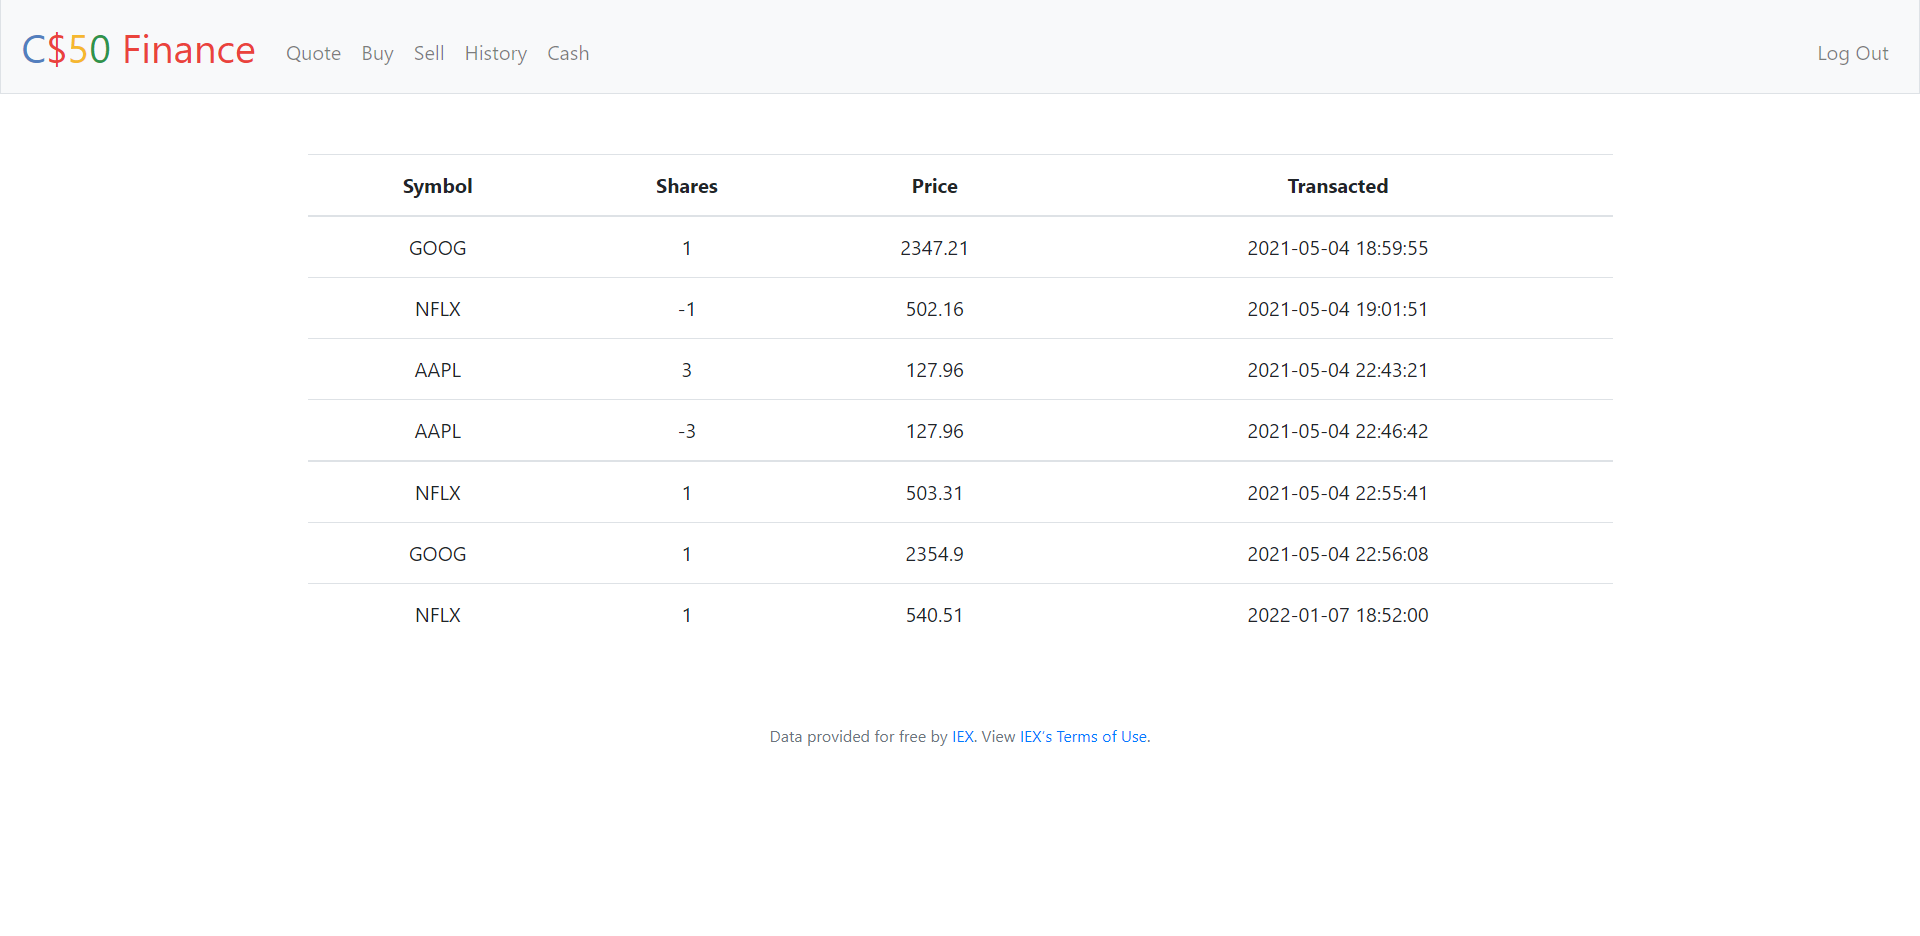 C$50 Finance Quote Buy Sell History Cash Log Out
Symbol Shares Price Transacted
GOOG 1 2347.21 2021-05-04 18:59:55
NFLX -1 502.16 2021-05-04 19:01:51
AAPL 3 127.96 2021-05-04 22:43:21
AAPL -3 127.96 2021-05-04 22:46:42
NFLX 1 503.31 2021-05-04 22:55:41
GOOG 1 2354.9 2021-05-04 22:56:08
NFLX 1 540.51 2022-01-07 18:52:00
Data provided for free by IEX. View IEX's Terms of Use.